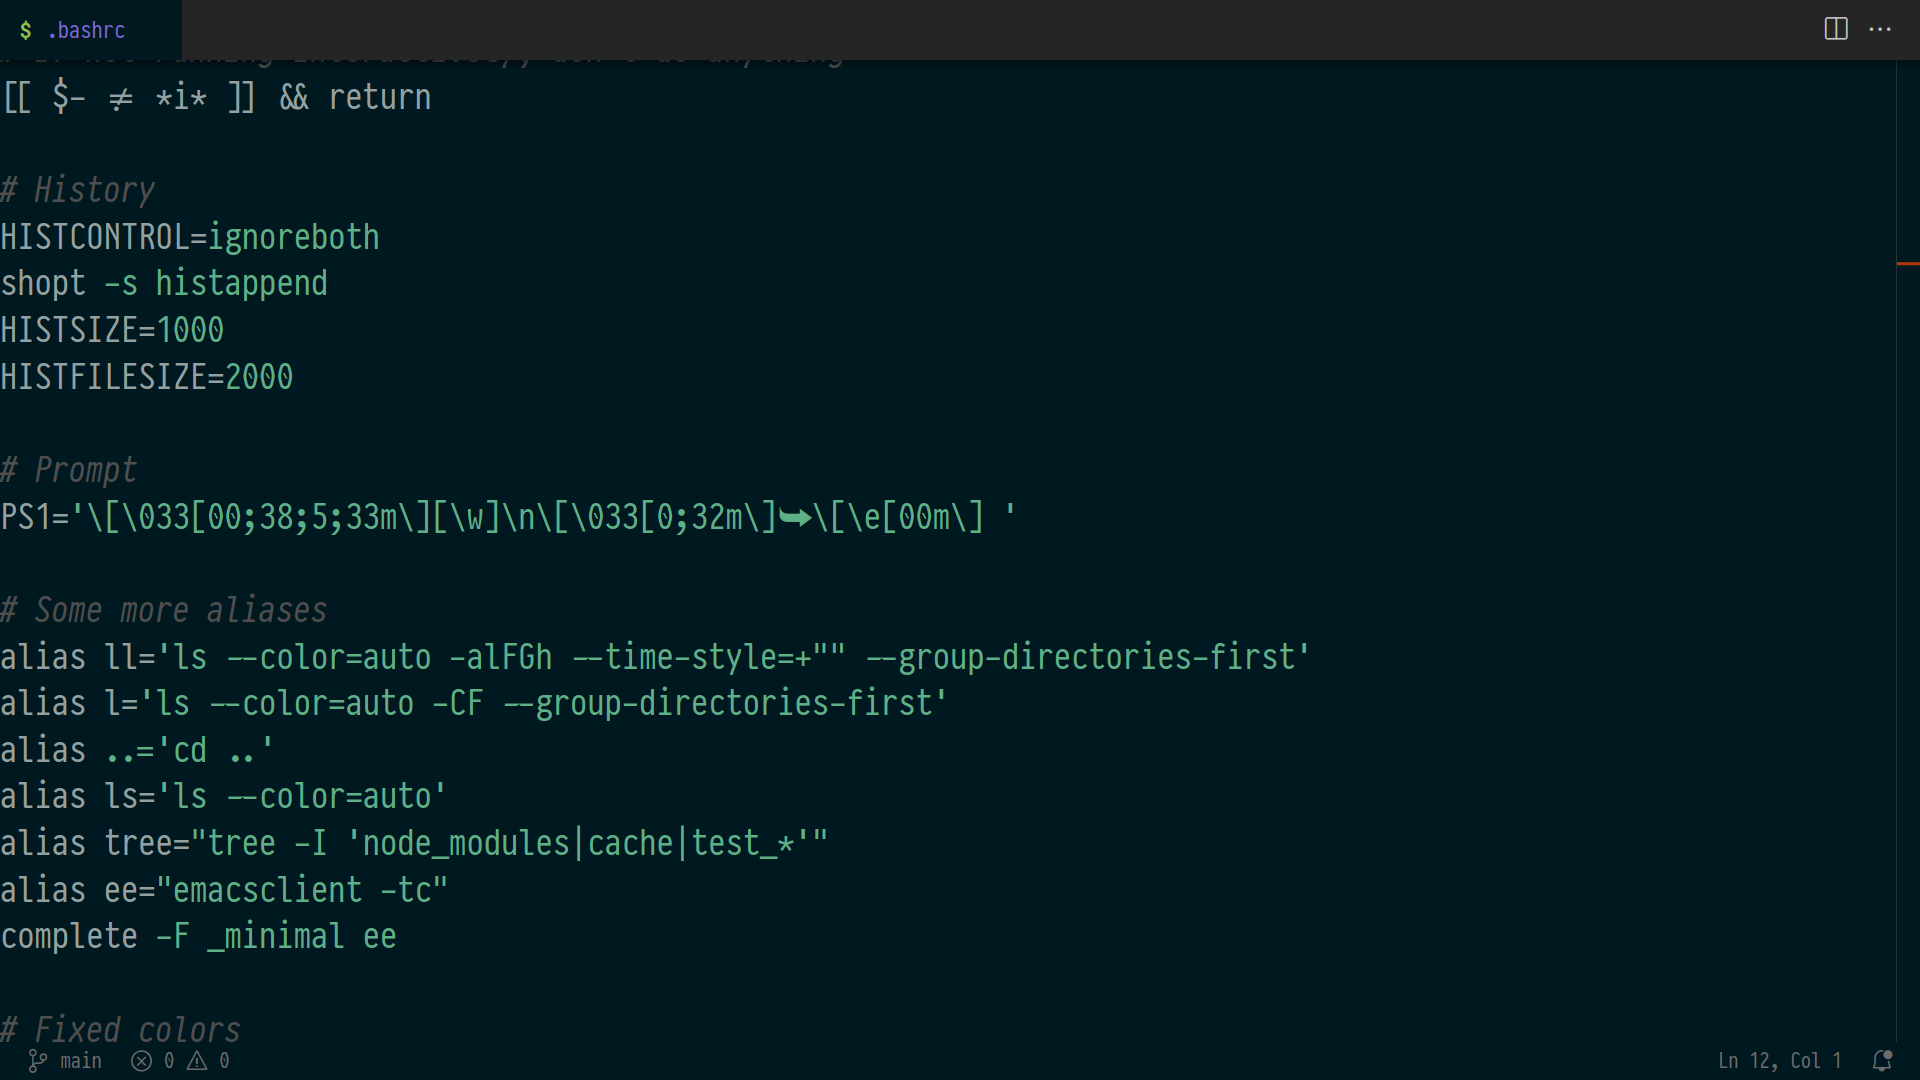 $ .bashrc
[[ $- ≠ *i* ]] && return
# History
HISTCONTROL=ignoreboth
shopt -s histappend
HISTSIZE=1000
HISTFILESIZE=2000
# Prompt
PS1='\[\033[00;38;5;33m\][\w]\n\[\033[0;32m\]➥\[\e[00m\] '
# Some more aliases
alias ll='ls --color=auto -alFGh --time-style=+"" --group-directories-first'
alias l='ls --color=auto -CF --group-directories-first'
alias ..='cd ..'
alias ls='ls --color=auto'
alias tree="tree -I 'node_modules|cache|test_*'"
alias ee="emacsclient -tc"
complete -F _minimal ee
# Fixed colors
main 0 0 Ln 12, Col 1